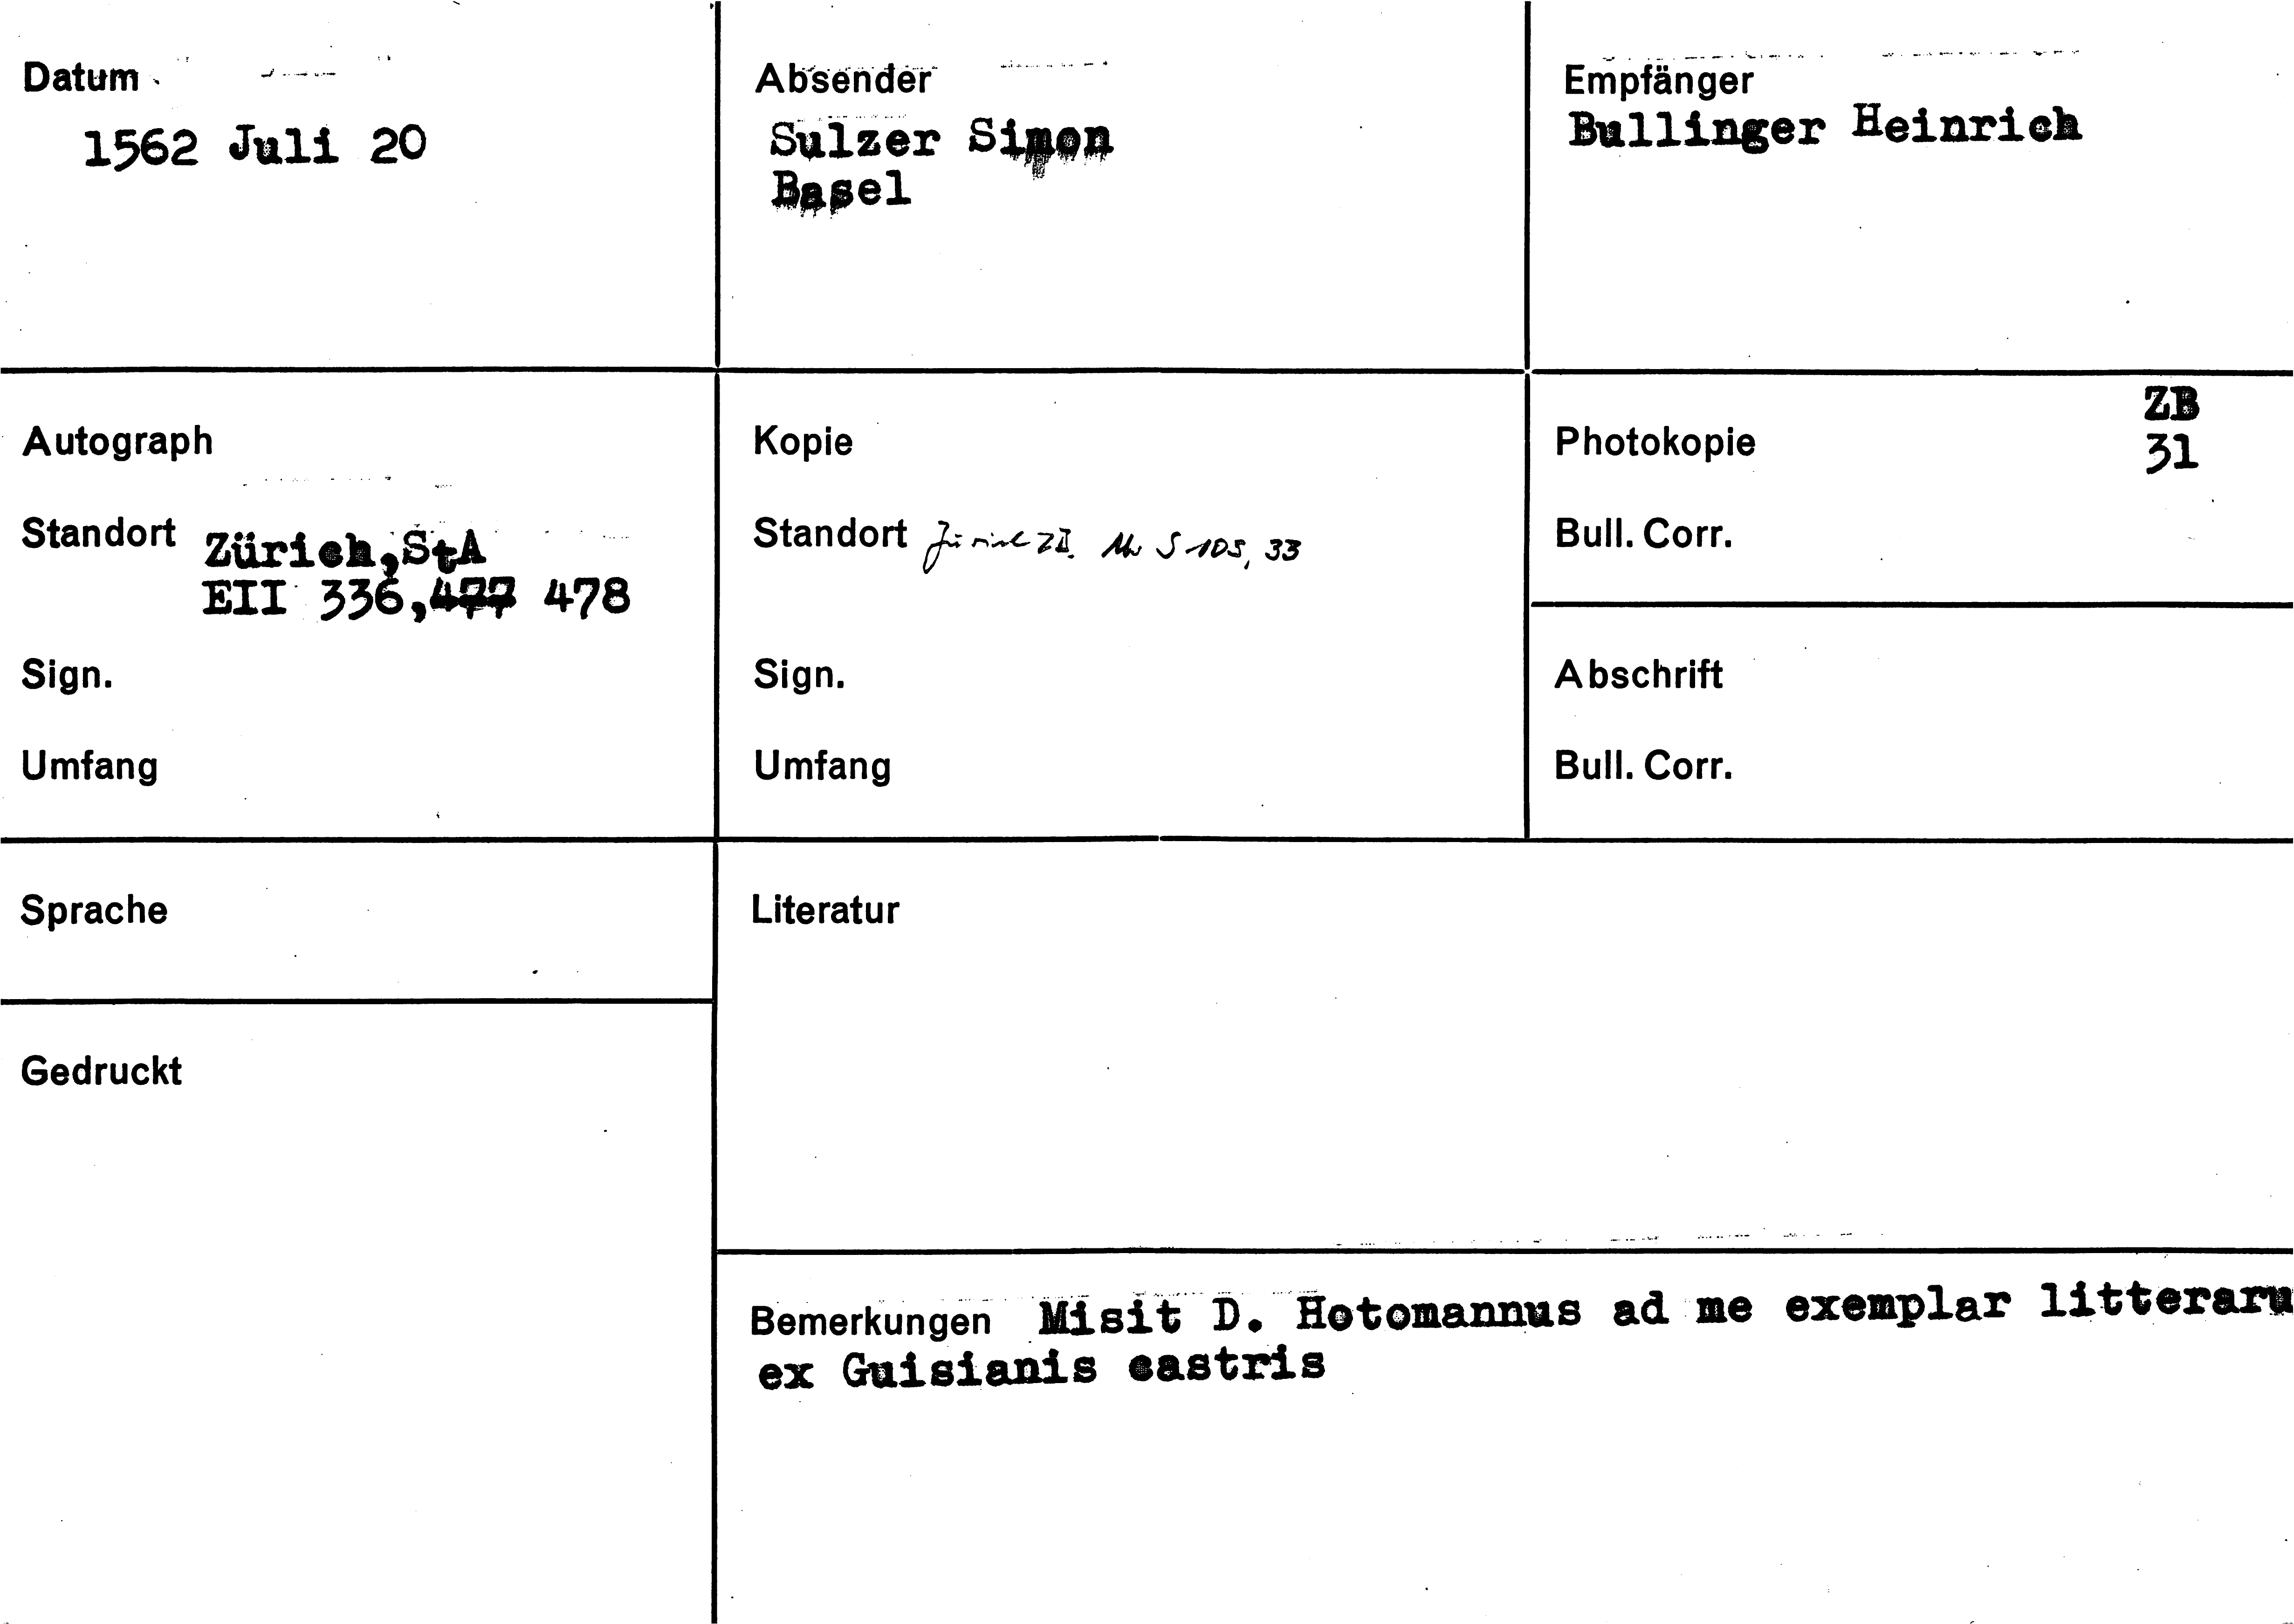 Datum
1562 Juli 20
Absender
Sulzer Simon
Basel
Empfänger
Bullinger Heinrich
Autograph
Standort Zürich,StA
EII 336,477 478
Sign.
Umfang
Kopie
Standort Zürich ZB. Ms S 105, 33
Sign.
Umfang
Photokopie
ZB
31
Bull. Corr.
Abschrift
Bull. Corr.
Sprache
Gedruckt
Literatur
Bemerkungen Misit D. Hotomannus ad me exemplar litteraru
ex Guisianis castris